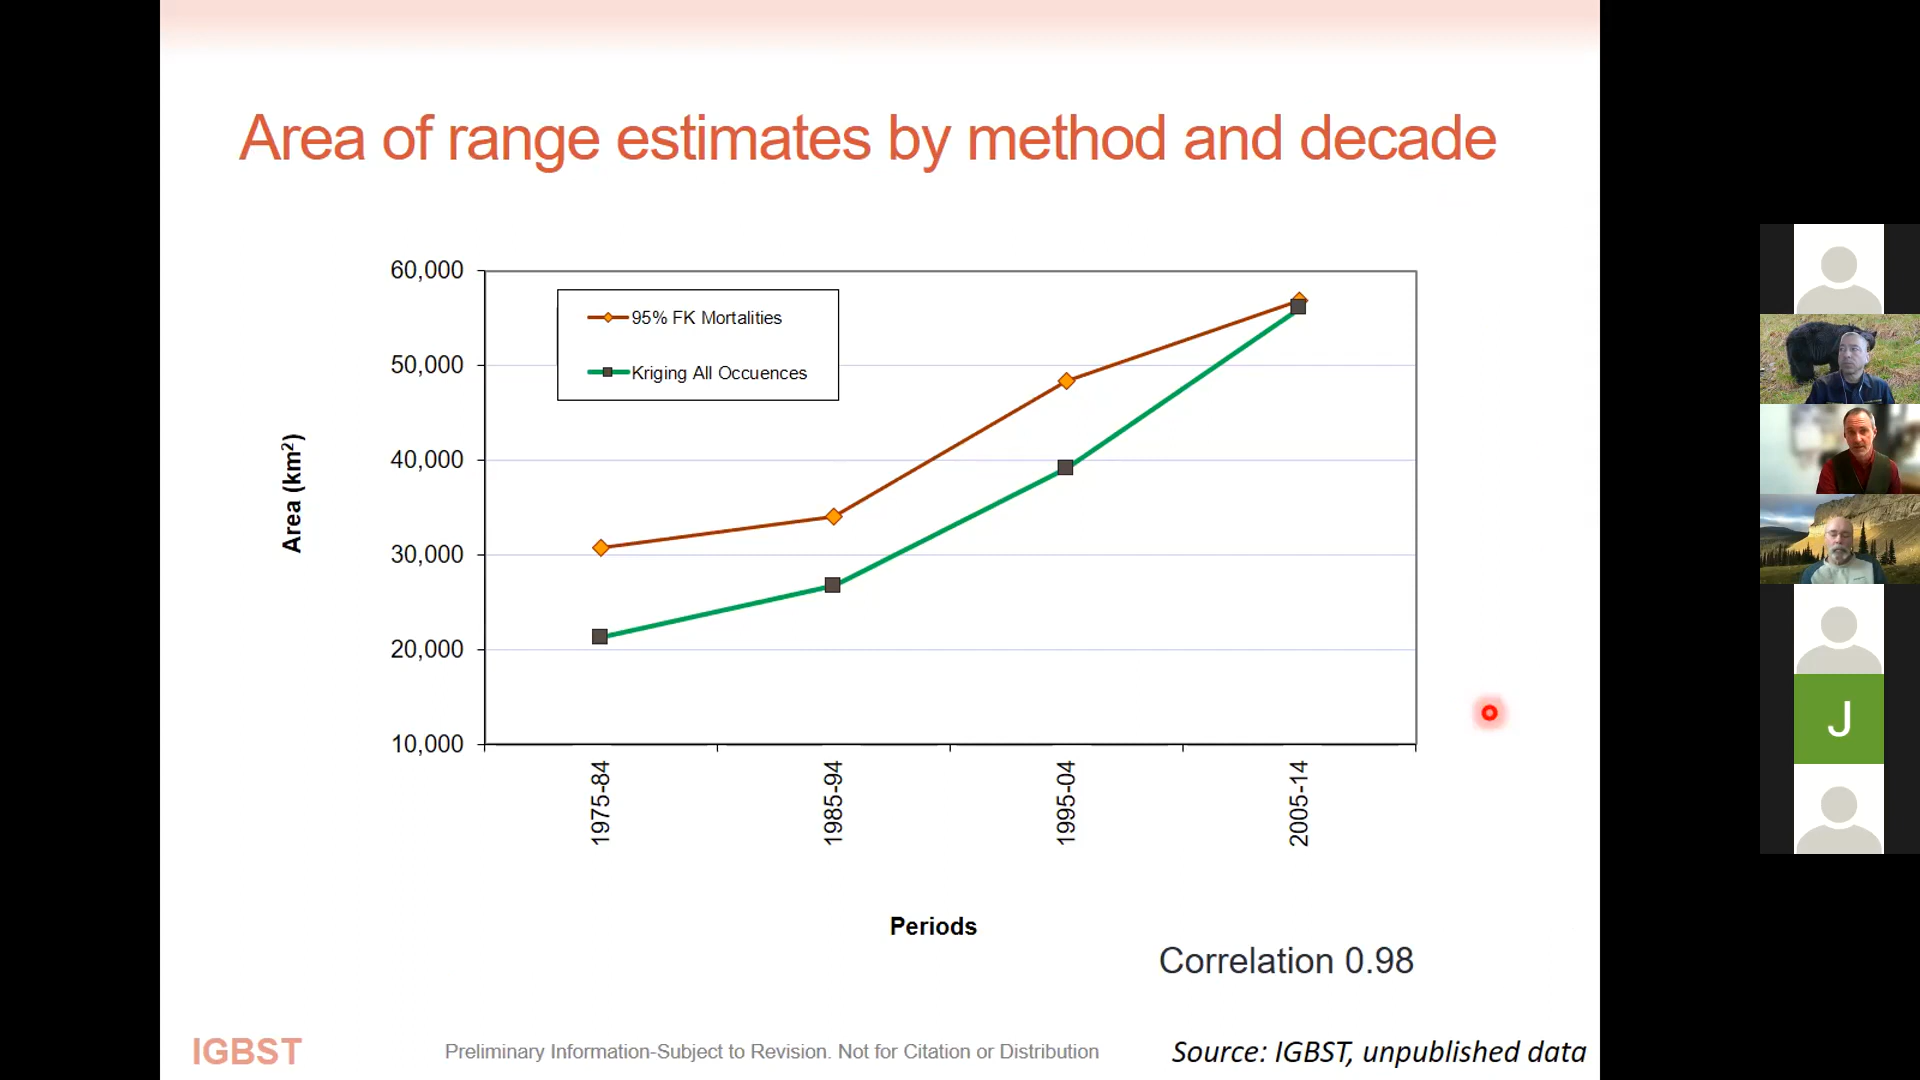 Area of range estimates by method and decade
60,000
50,000
40,000
30,000
20,000
10,000
Area (km²)
95% FK Mortalities
Kriging All Occuences
1975-84
1985-94
1995-04
2005-14
Periods
Correlation 0.98
IGBST
Preliminary Information-Subject to Revision. Not for Citation or Distribution
Source: IGBST, unpublished data
J